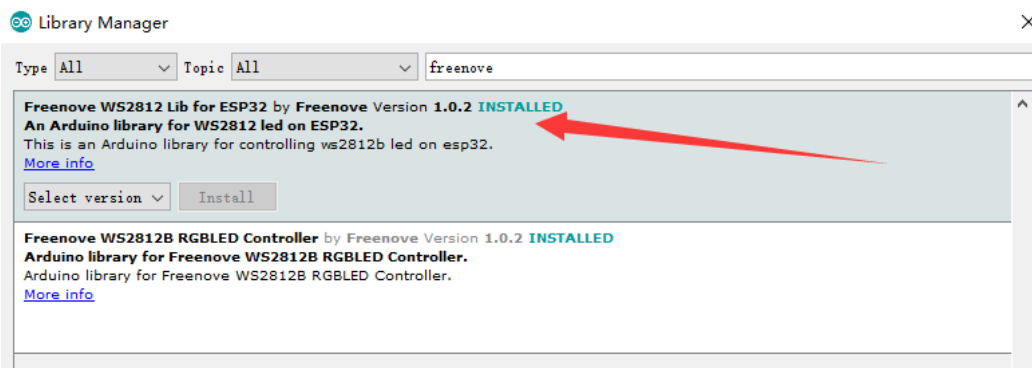 Library Manager
Type All Topic All freenove
Freenove WS2812 Lib for ESP32 by Freenove Version 1.0.2 INSTALLED
An Arduino library for WS2812 led on ESP32.
This is an Arduino library for controlling ws2812b led on esp32.
More info
Select version Install
Freenove WS2812B RGBLED Controller by Freenove Version 1.0.2 INSTALLED
Arduino library for Freenove WS2812B RGBLED Controller.
Arduino library for Freenove WS2812B RGBLED Controller.
More info